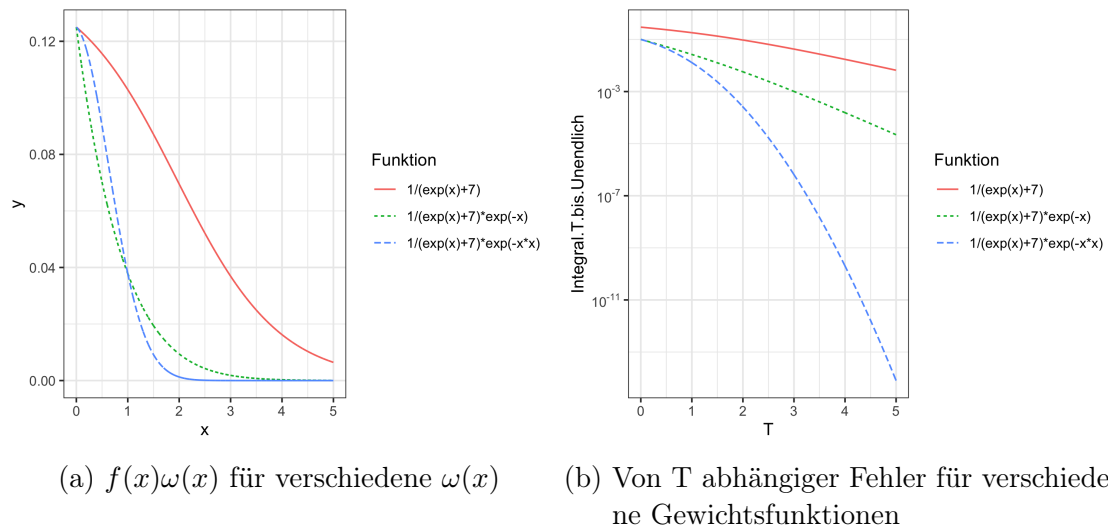 0.12
0.08
0.04
0.00
y
0 1 2 3 4 5
x
Funktion
1/(exp(x)+7)
1/(exp(x)+7)*exp(-x)
1/(exp(x)+7)*exp(-x*x)
(a) f(x)ω(x) für verschiedene ω(x)
Integral.T.bis.Unendlich
10⁻³
10⁻⁷
10⁻¹¹
0 1 2 3 4 5
T
Funktion
1/(exp(x)+7)
1/(exp(x)+7)*exp(-x)
1/(exp(x)+7)*exp(-x*x)
(b) Von T abhängiger Fehler für verschiede
ne Gewichtsfunktionen